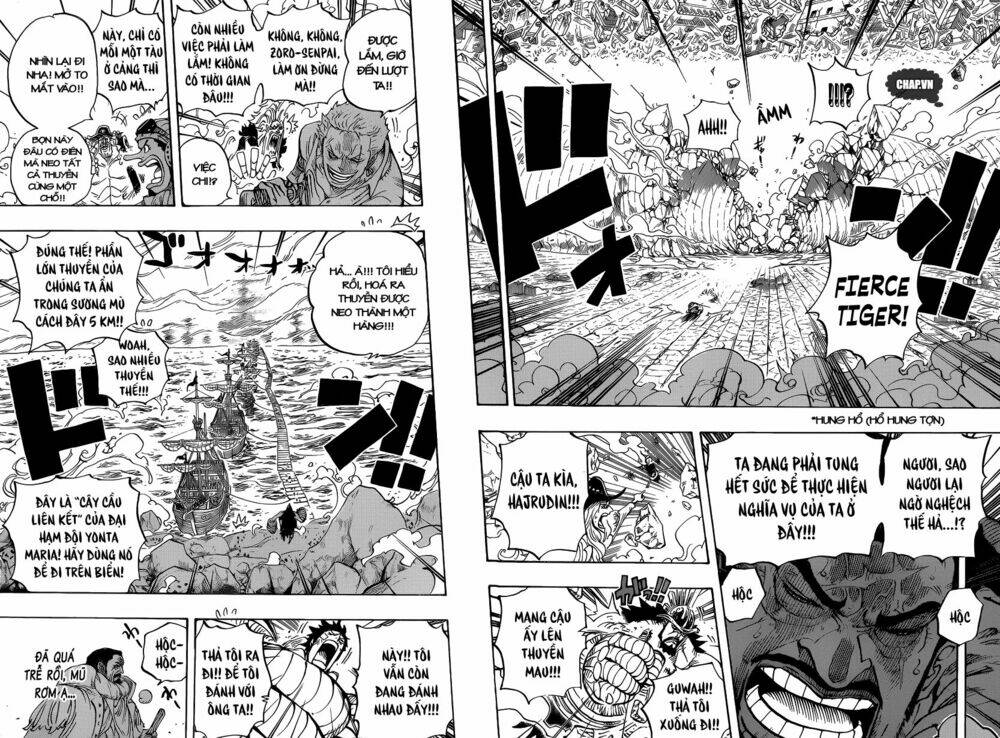 CHAP.VN
!!!?
ẦMM
AHH!!
FIERCE
TIGER!
*HUNG HỔ (HỔ HUNG TỢN)
NGƯƠI, SAO
NGƯƠI LẠI
NGỜ NGHỆCH
THẾ HẢ...!?
TA ĐANG PHẢI TUNG
HẾT SỨC ĐỂ THỰC HIỆN
NGHĨA VỤ CỦA TA Ở
ĐÂY!!!
HỘC
HỘC
CẬU TA KÌA,
HAJRUDIN!!!
MANG CẬU
ẤY LÊN
THUYỀN
MAU!!!
GUWAH!!
THẢ TÔI
XUỐNG ĐI!!
ĐƯỢC
LẮM, GIỜ
ĐẾN LƯỢT
TA!!
KHÔNG, KHÔNG,
ZORO-SENPAI,
LÀM ƠN ĐỪNG
MÀ!!
CÒN NHIỀU
VIỆC PHẢI LÀM
LẮM! KHÔNG
CÓ THỜI GIAN
ĐÂU!!!
VIỆC
CHI!?
NÀY, CHỈ CÓ
MỖI MỘT TÀU
Ở CẢNG THÌ
SAO MÀ...
NHÌN LẠI ĐI
NHA! MỞ TO
MẮT VÀO!!
BỌN NÀY
ĐÂU CÓ ĐIÊN
MÀ NEO TẤT
CẢ THUYỀN
CÙNG MỘT
CHỖ!!
HẢ... À!!! TÔI HIỂU
RỒI, HOÁ RA
THUYỀN ĐƯỢC
NEO THÀNH MỘT
HÀNG!!!
ĐÚNG THẾ! PHẦN
LỚN THUYỀN CỦA
CHÚNG TA ẨN
TRONG SƯƠNG MÙ
CÁCH ĐÂY 5 KM!!
WOAH,
SAO NHIỀU
THUYỀN
THẾ!!!
ĐÂY LÀ "CÂY CẦU
LIÊN KẾT" CỦA ĐẠI
HẠM ĐỘI YONTA
MARIA! HÃY DÙNG NÓ
ĐỂ ĐI TRÊN BIỂN!
NÀY!! TÔI
VẪN CÒN
ĐANG ĐÁNH
NHAU ĐẤY!!!
THẢ TÔI RA
ĐI!! ĐỂ TÔI
ĐÁNH VỚI
ÔNG TA!!
HỘC-
HỘC-
ĐÃ QUÁ
TRỄ RỒI, MŨ
RƠM Ạ...